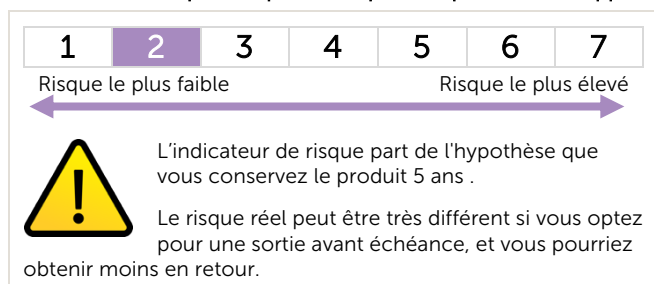 1 2 3 4 5 6 7
Risque le plus faible Risque le plus élevé
L'indicateur de risque part de l'hypothèse que
vous conservez le produit 5 ans .
Le risque réel peut être très différent si vous optez
pour une sortie avant échéance, et vous pourriez
obtenir moins en retour.